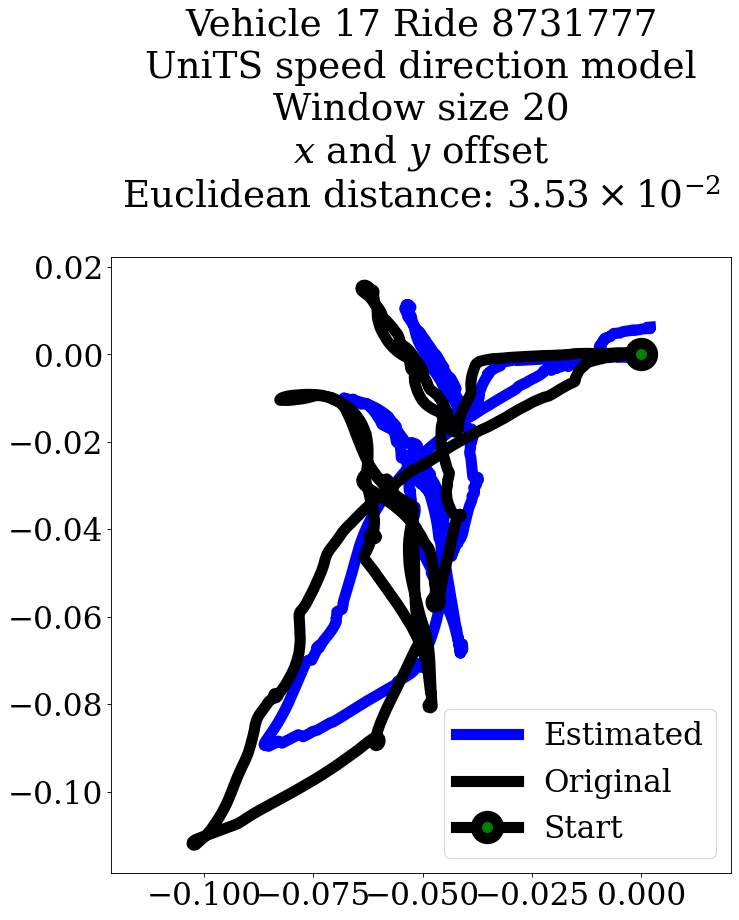 Vehicle 17 Ride 8731777
UniTS speed direction model
Window size 20
x and y offset
Euclidean distance: 3.53 × 10⁻²
0.02
0.00
−0.02
−0.04
−0.06
−0.08
−0.10
Estimated
Original
Start
−0.100 −0.075 −0.050 −0.025 0.000